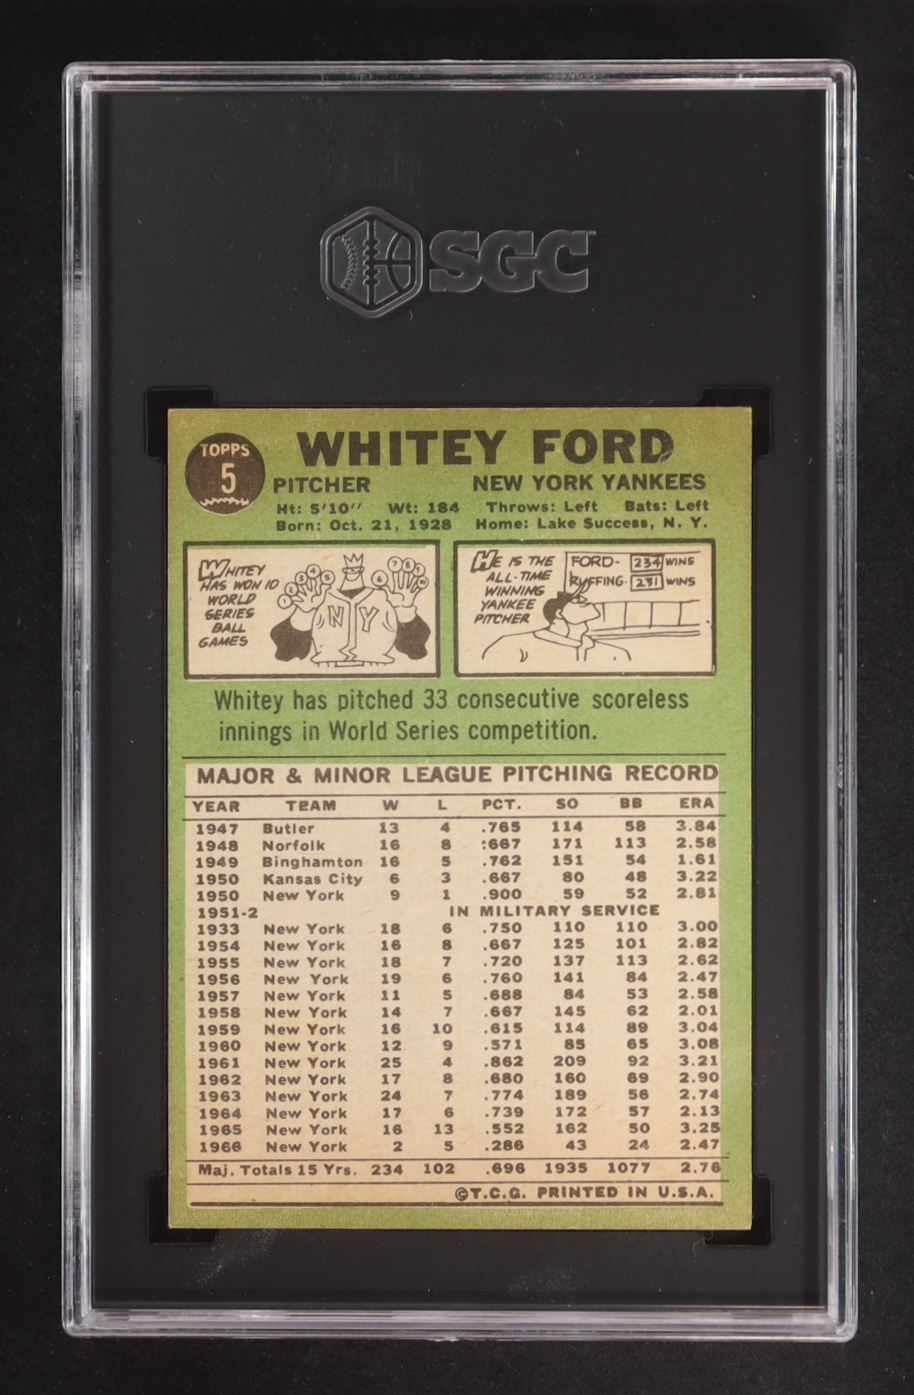 SGC
TOPPS
5
WHITEY FORD
PITCHER NEW YORK YANKEES
Ht: 5'10" Wt: 184 Throws: Left Bats: Left
Born: Oct. 21, 1928 Home: Lake Success, N. Y.
WHITEY
HAS WON 10
WORLD
SERIES
BALL
GAMES
1 2 3 4 5 6 7 8 9 10
NY
HE IS THE
ALL-TIME
WINNING
YANKEE
PITCHER
FORD- 234 WINS
RUFFING- 231 WINS
Whitey has pitched 33 consecutive scoreless
innings in World Series competition.
MAJOR & MINOR LEAGUE PITCHING RECORD
YEAR TEAM W L PCT. SO BB ERA
1947 Butler 13 4 .765 114 58 3.84
1948 Norfolk 16 8 .667 171 113 2.58
1949 Binghamton 16 5 .762 151 54 1.61
1950 Kansas City 6 3 .667 80 48 3.22
1950 New York 9 1 .900 59 52 2.81
1951-2 IN MILITARY SERVICE
1933 New York 18 6 .750 110 110 3.00
1954 New York 16 8 .667 125 101 2.82
1955 New York 18 7 .720 137 113 2.62
1956 New York 19 6 .760 141 84 2.47
1957 New York 11 5 .688 84 53 2.58
1958 New York 14 7 .667 145 62 2.01
1959 New York 16 10 .615 114 89 3.04
1960 New York 12 9 .571 85 65 3.08
1961 New York 25 4 .862 209 92 3.21
1962 New York 17 8 .680 160 69 2.90
1963 New York 24 7 .774 189 56 2.74
1964 New York 17 6 .739 172 57 2.13
1965 New York 16 13 .552 162 50 3.25
1966 New York 2 5 .286 43 24 2.47
Maj. Totals 15 Yrs. 234 102 .696 1935 1077 2.76
©T.C.G. PRINTED IN U.S.A.